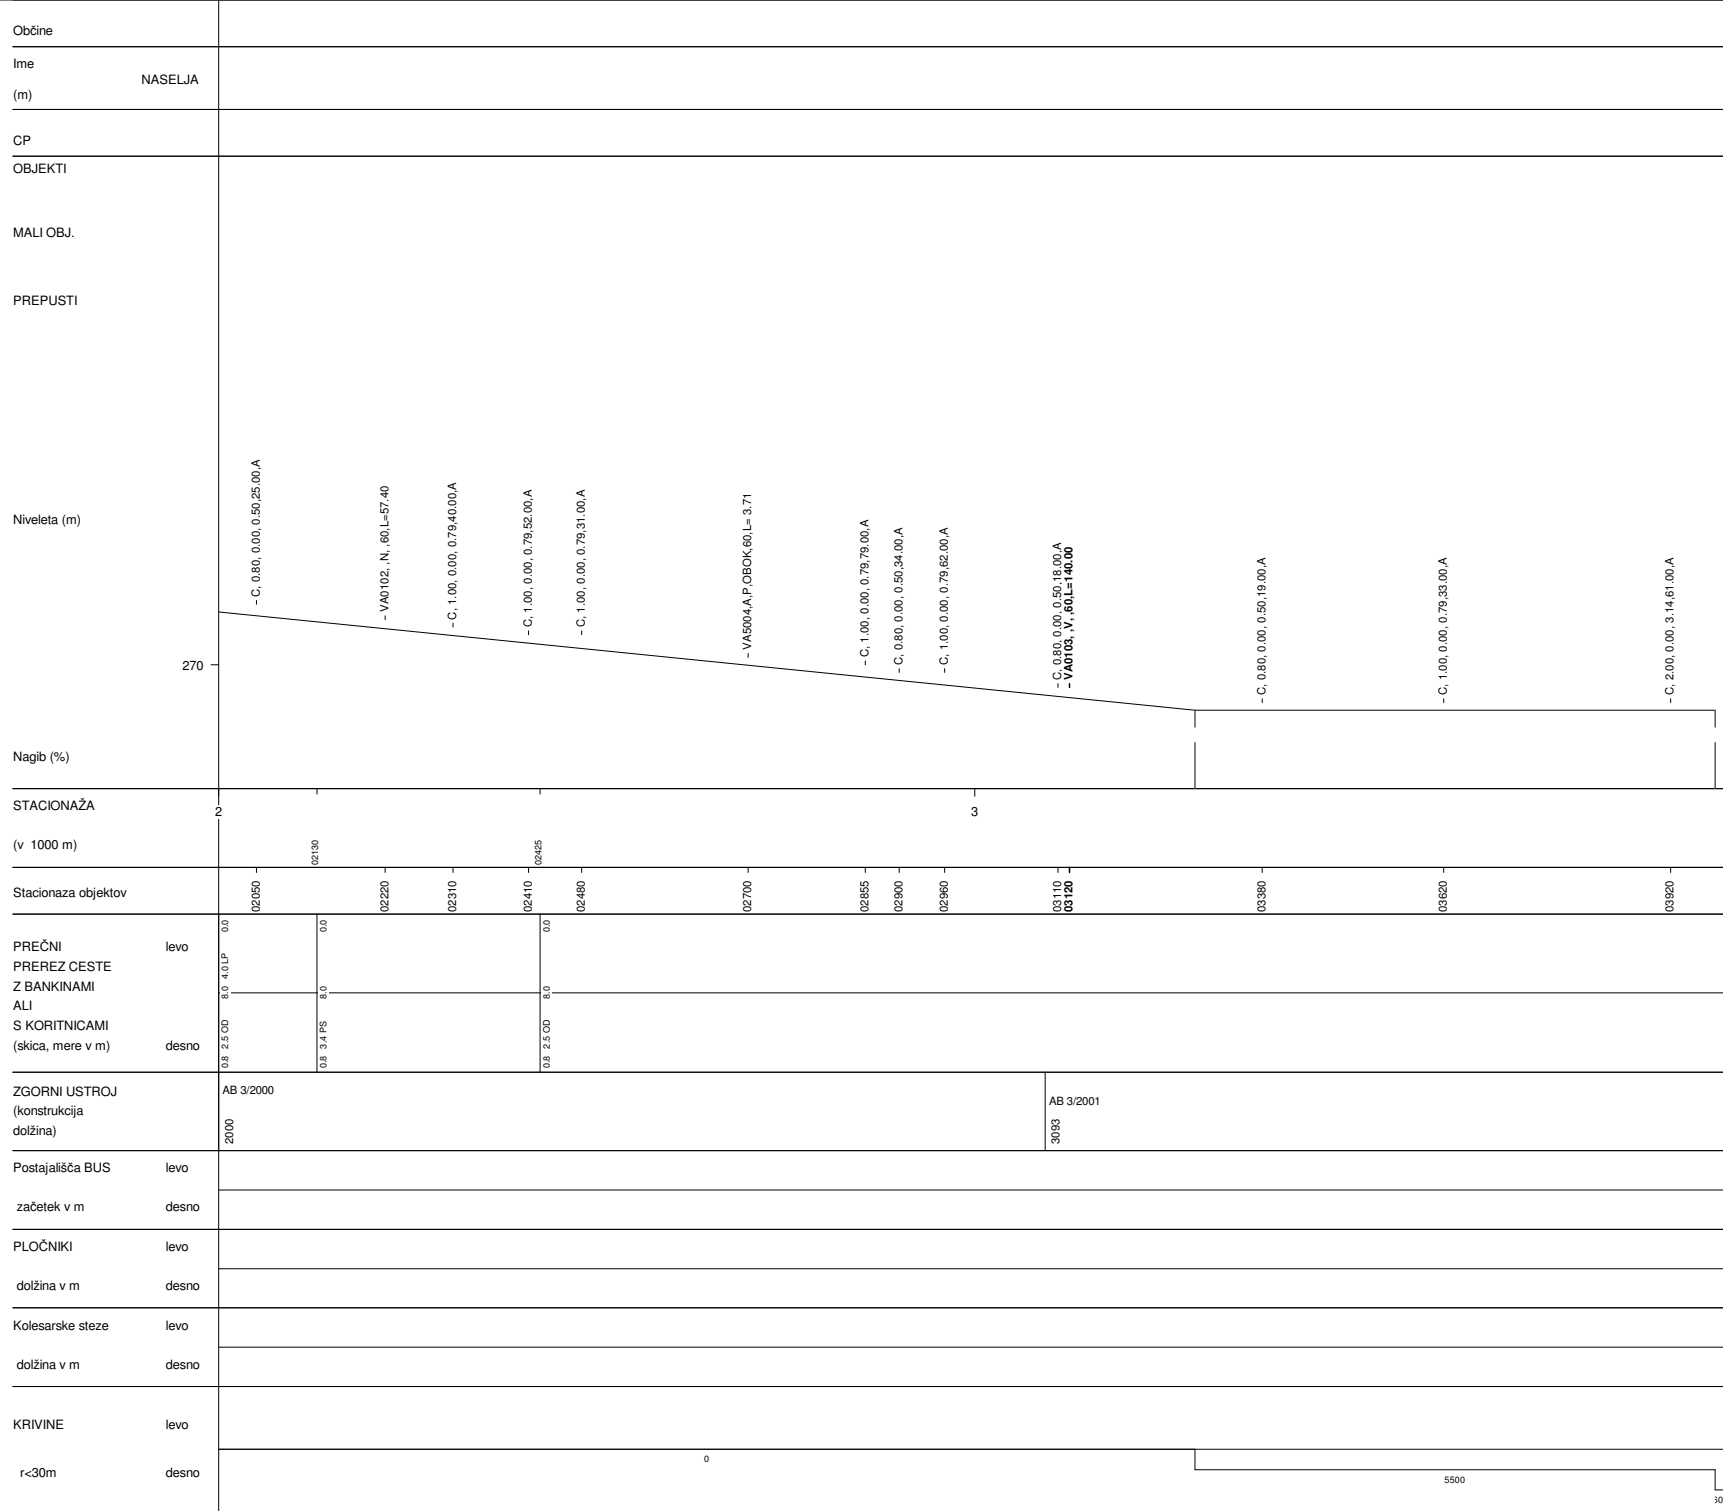 Občine
Ime
NASELJA
(m)
CP
OBJEKTI
MALI OBJ.
PREPUSTI
Niveleta (m)
– C, 0.80, 0.00, 0.50,25.00,A
– VA0102, ,N, ,60,L=57.40
– C, 1.00, 0.00, 0.79,40.00,A
– C, 1.00, 0.00, 0.79,52.00,A
– C, 1.00, 0.00, 0.79,31.00,A
– VA5004,A,P,OBOK,60,L= 3.71
– C, 1.00, 0.00, 0.79,79.00,A
– C, 0.80, 0.00, 0.50,34.00,A
– C, 1.00, 0.00, 0.79,62.00,A
– C, 0.80, 0.00, 0.50,18.00,A
– VA0103, ,V, ,60,L=140.00
– C, 0.80, 0.00, 0.50,19.00,A
– C, 1.00, 0.00, 0.79,33.00,A
– C, 2.00, 0.00, 3.14,61.00,A
270
Nagib (%)
STACIONAŽA
2
3
(v 1000 m)
02130
02425
Stacionaza objektov
02050
02220
02310
02410
02480
02700
02855
02900
02960
03110
03120
03380
03620
03920
PREČNI levo
PREREZ CESTE
Z BANKINAMI
ALI
S KORITNICAMI
(skica, mere v m) desno
0.8 2.5 OD 8.0 4.0 LP 0.0
0.8 3.4 PS 8.0 0.0
0.8 2.5 OD 8.0 0.0
ZGORNI USTROJ
(konstrukcija
dolžina)
AB 3/2000
2000
AB 3/2001
3093
Postajališča BUS levo
začetek v m desno
PLOČNIKI levo
dolžina v m desno
Kolesarske steze levo
dolžina v m desno
KRIVINE levo
r<30m desno
0
5500